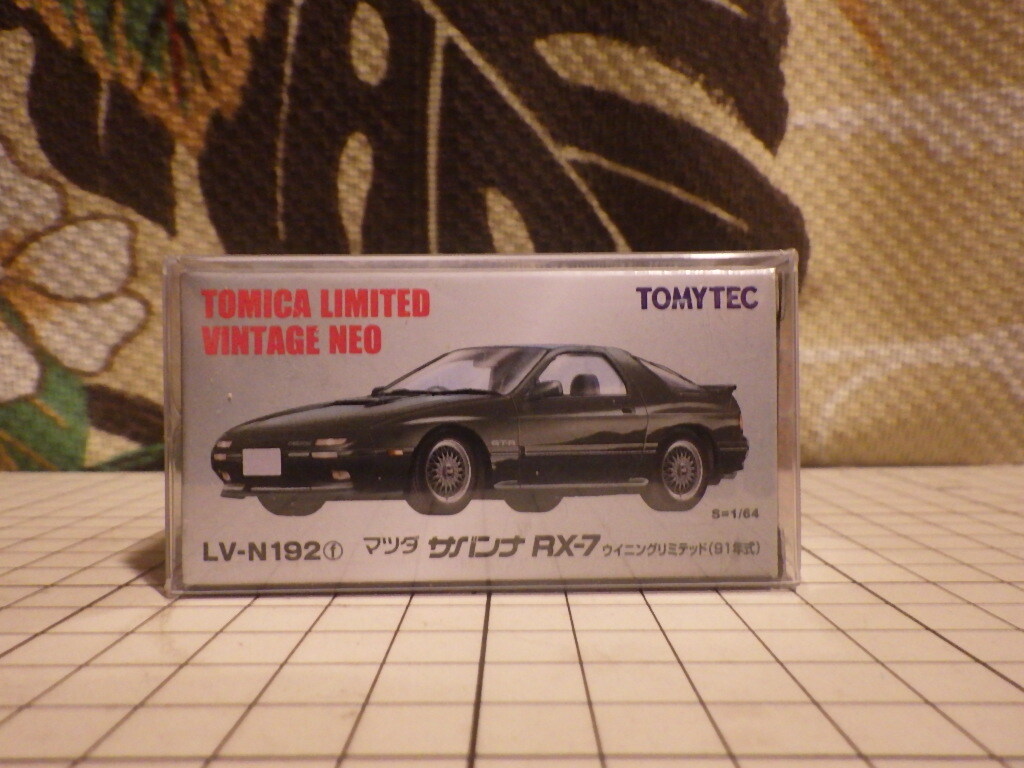 TOMICA LIMITED
VINTAGE NEO
TOMYTEC
S=1/64
LV-N192ⓕ マツダ サバンナ RX-7 ウイニングリミテッド(91年式)